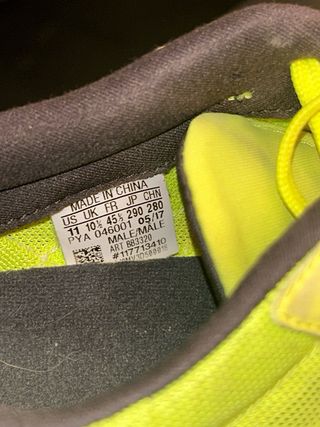 MADE IN CHINA
US UK FR JP CHN
11 10½ 45⅓ 290 280
PYA 046001 05/17
MALE/MALE
ART BB3320
#117713410